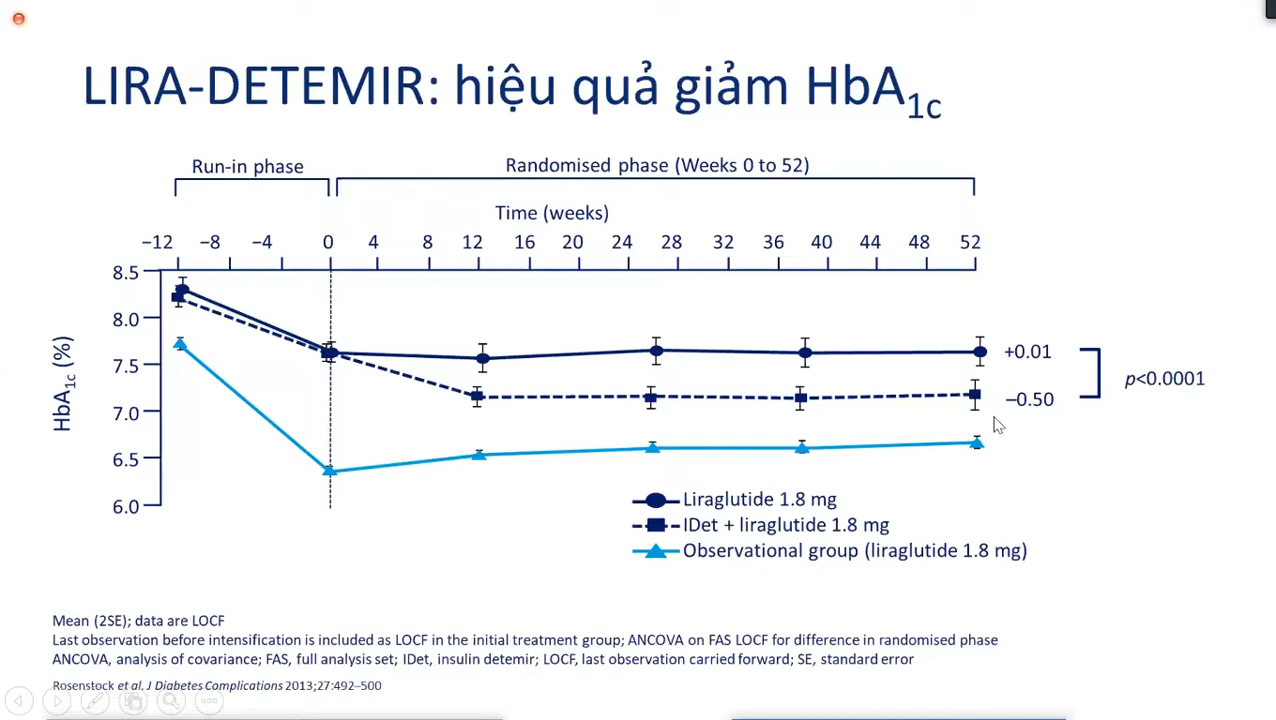 LIRA-DETEMIR: hiệu quả giảm HbA1c
Run-in phase
Randomised phase (Weeks 0 to 52)
Time (weeks)
−12 −8 −4 0 4 8 12 16 20 24 28 32 36 40 44 48 52
8.5
8.0
7.5
7.0
6.5
6.0
HbA1c (%)
+0.01
−0.50
p<0.0001
Liraglutide 1.8 mg
IDet + liraglutide 1.8 mg
Observational group (liraglutide 1.8 mg)
Mean (2SE); data are LOCF
Last observation before intensification is included as LOCF in the initial treatment group; ANCOVA on FAS LOCF for difference in randomised phase
ANCOVA, analysis of covariance; FAS, full analysis set; IDet, insulin detemir; LOCF, last observation carried forward; SE, standard error
Rosenstock et al. J Diabetes Complications 2013;27:492–500